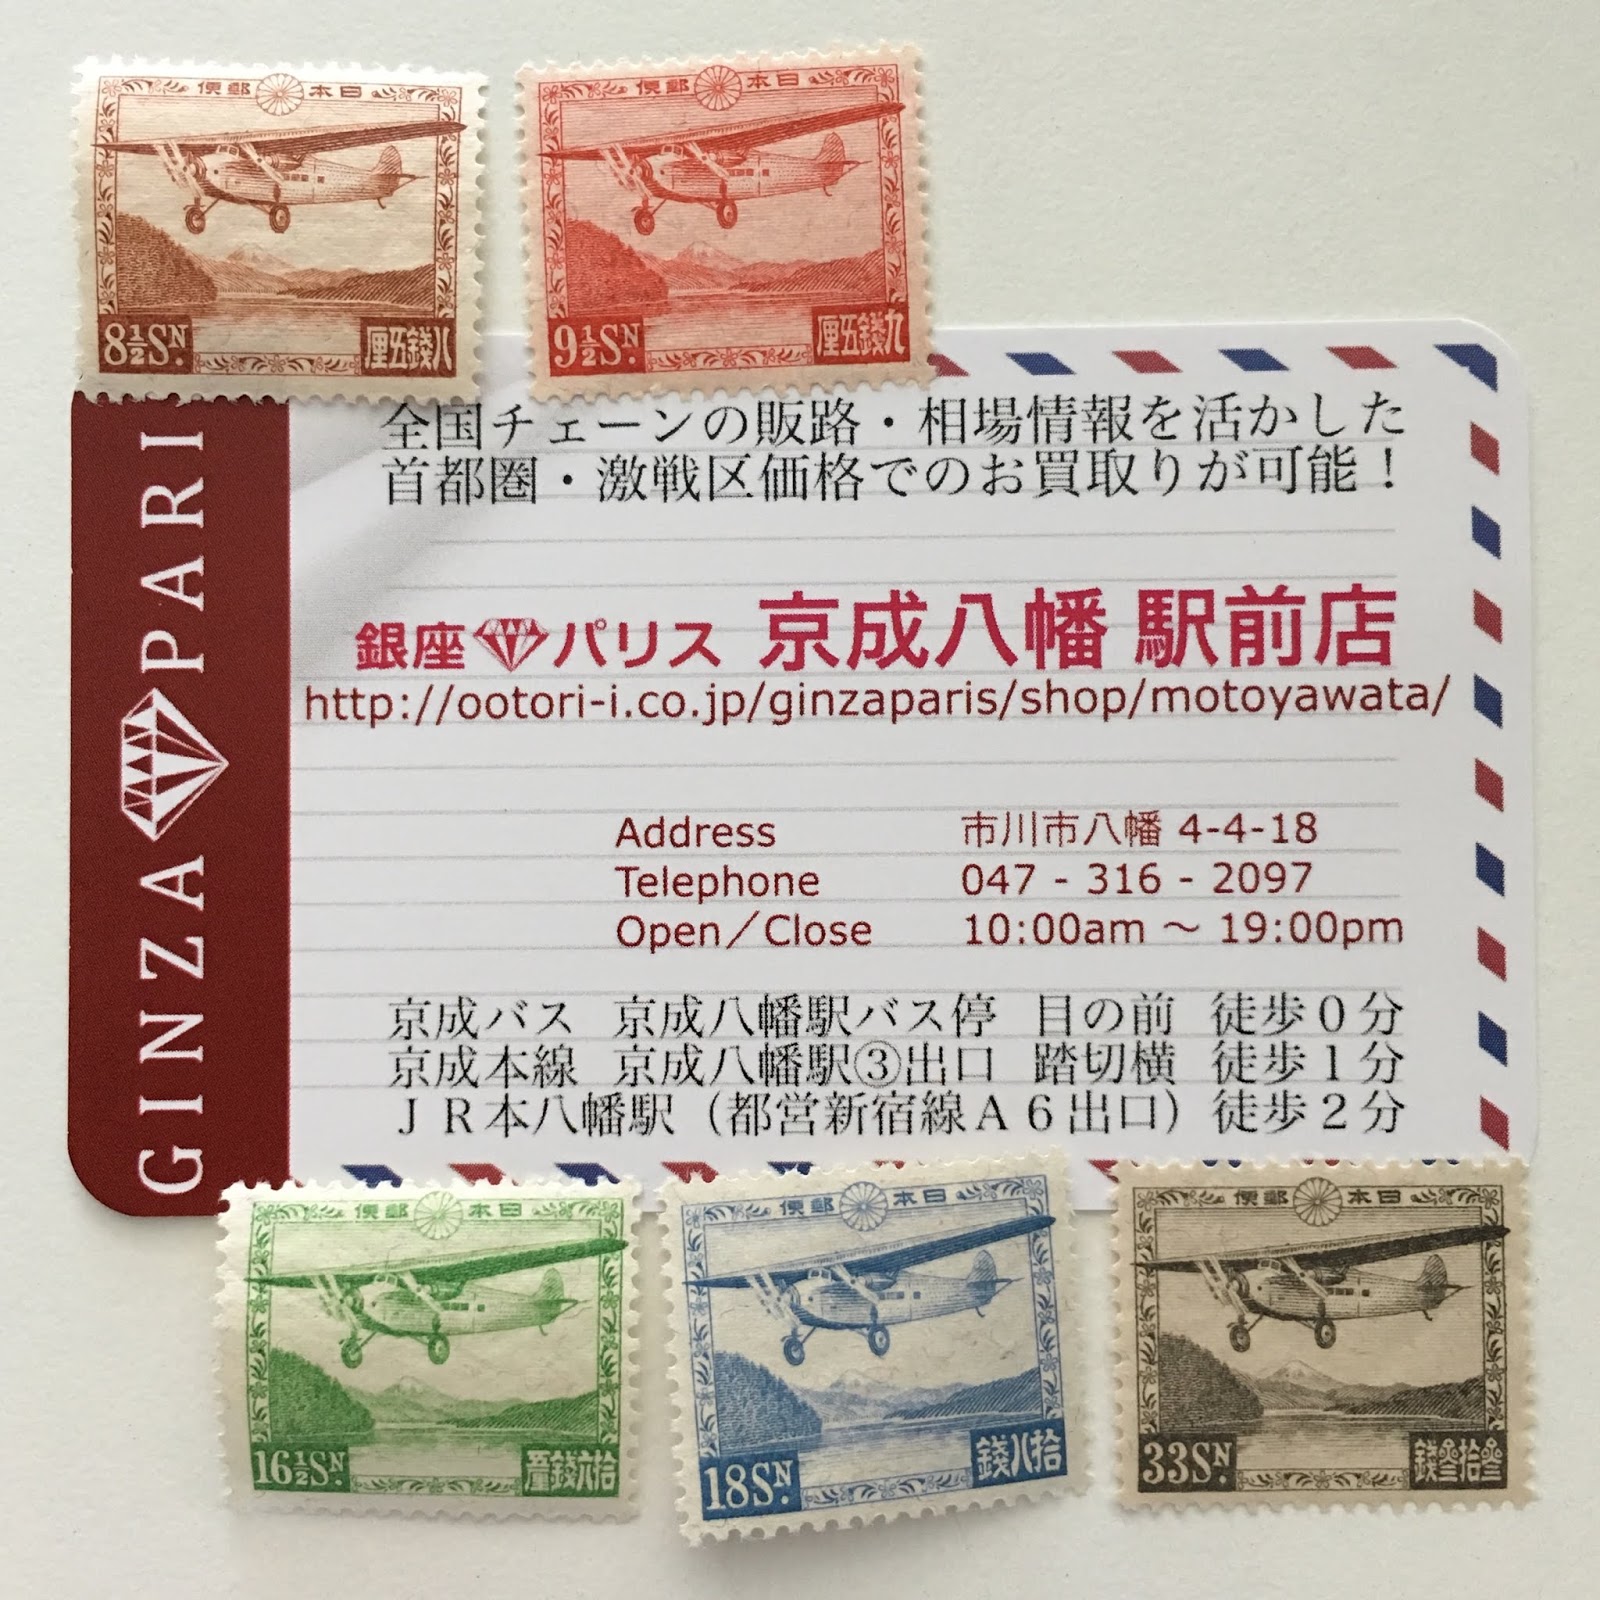 便郵 本日
8½SN.
厘五錢八
便郵 本日
9½SN.
厘五錢九
GINZA PARI
全国チェーンの販路・相場情報を活かした
首都圏・激戦区価格でのお買取りが可能！
銀座パリス 京成八幡 駅前店
http://ootori-i.co.jp/ginzaparis/shop/motoyawata/
Address 市川市八幡 4-4-18
Telephone 047 - 316 - 2097
Open／Close 10:00am ～ 19:00pm
京成バス 京成八幡駅バス停 目の前 徒歩０分
京成本線 京成八幡駅③出口 踏切横 徒歩１分
ＪＲ本八幡駅（都営新宿線Ａ６出口）徒歩２分
便郵 本日
16½SN.
錢六拾
便郵 本日
18SN.
錢八拾
便郵 本日
33SN.
錢叁拾叁